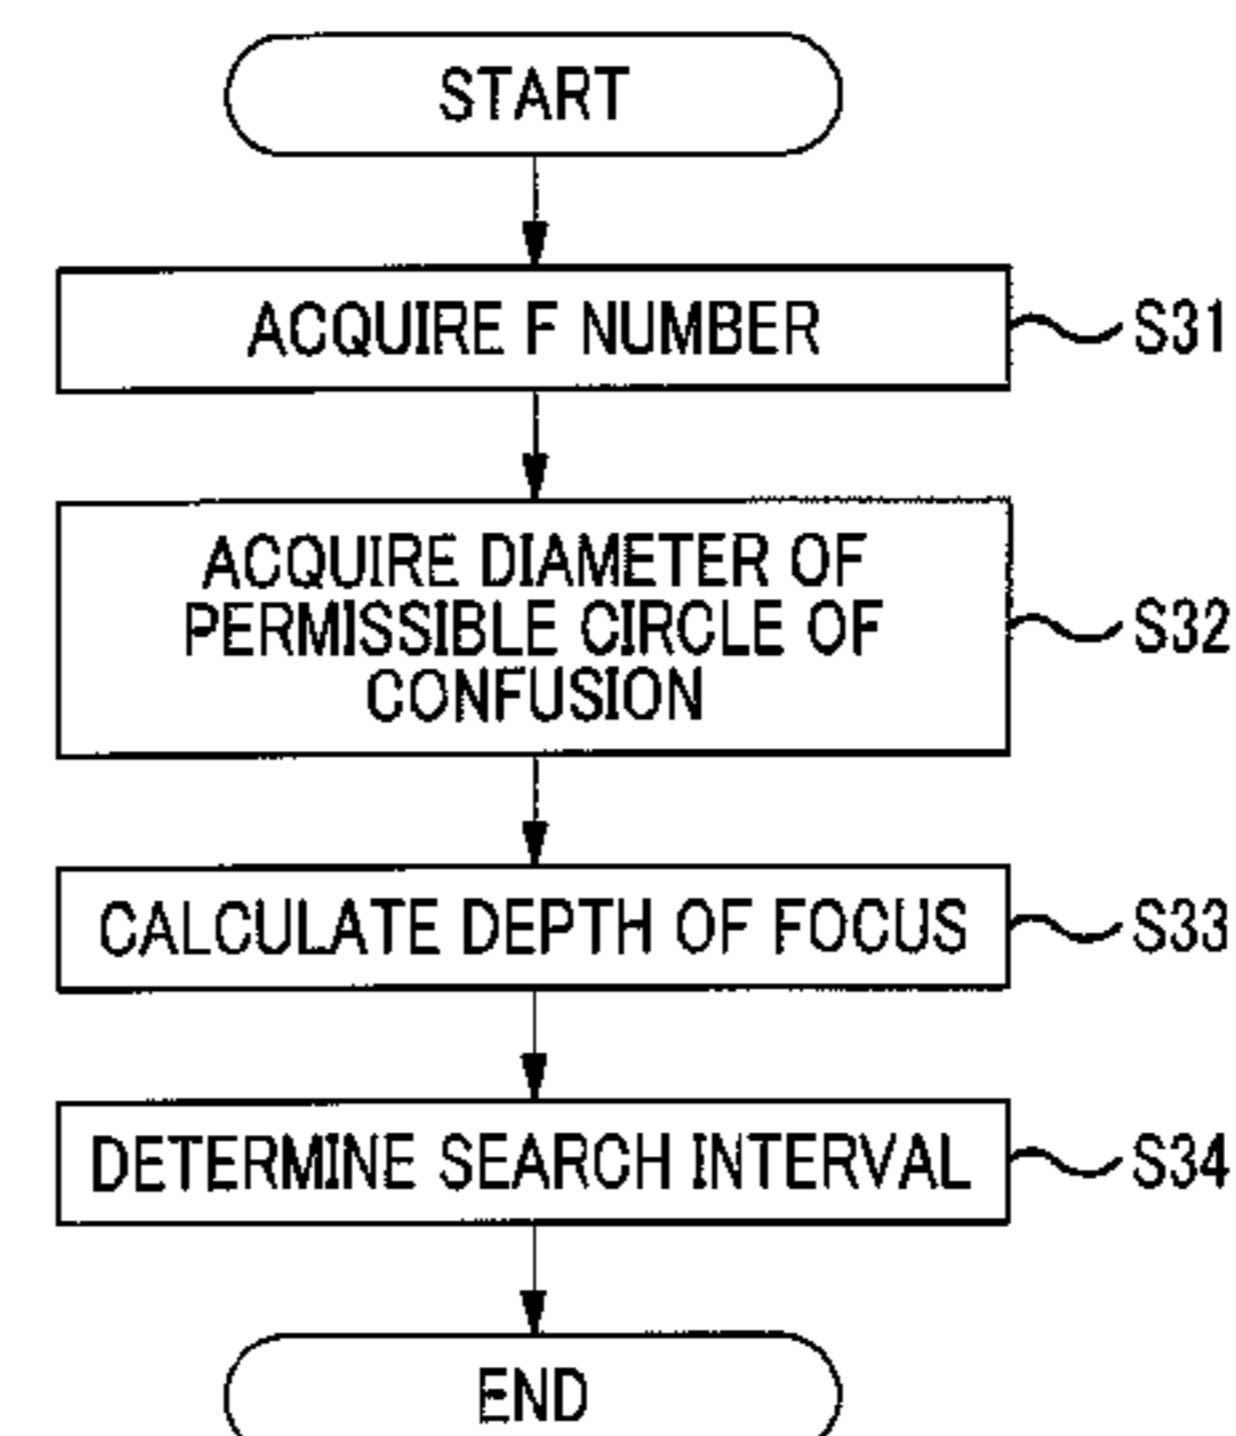 START
ACQUIRE F NUMBER
S31
ACQUIRE DIAMETER OF
PERMISSIBLE CIRCLE OF
CONFUSION
S32
CALCULATE DEPTH OF FOCUS
S33
DETERMINE SEARCH INTERVAL
S34
END